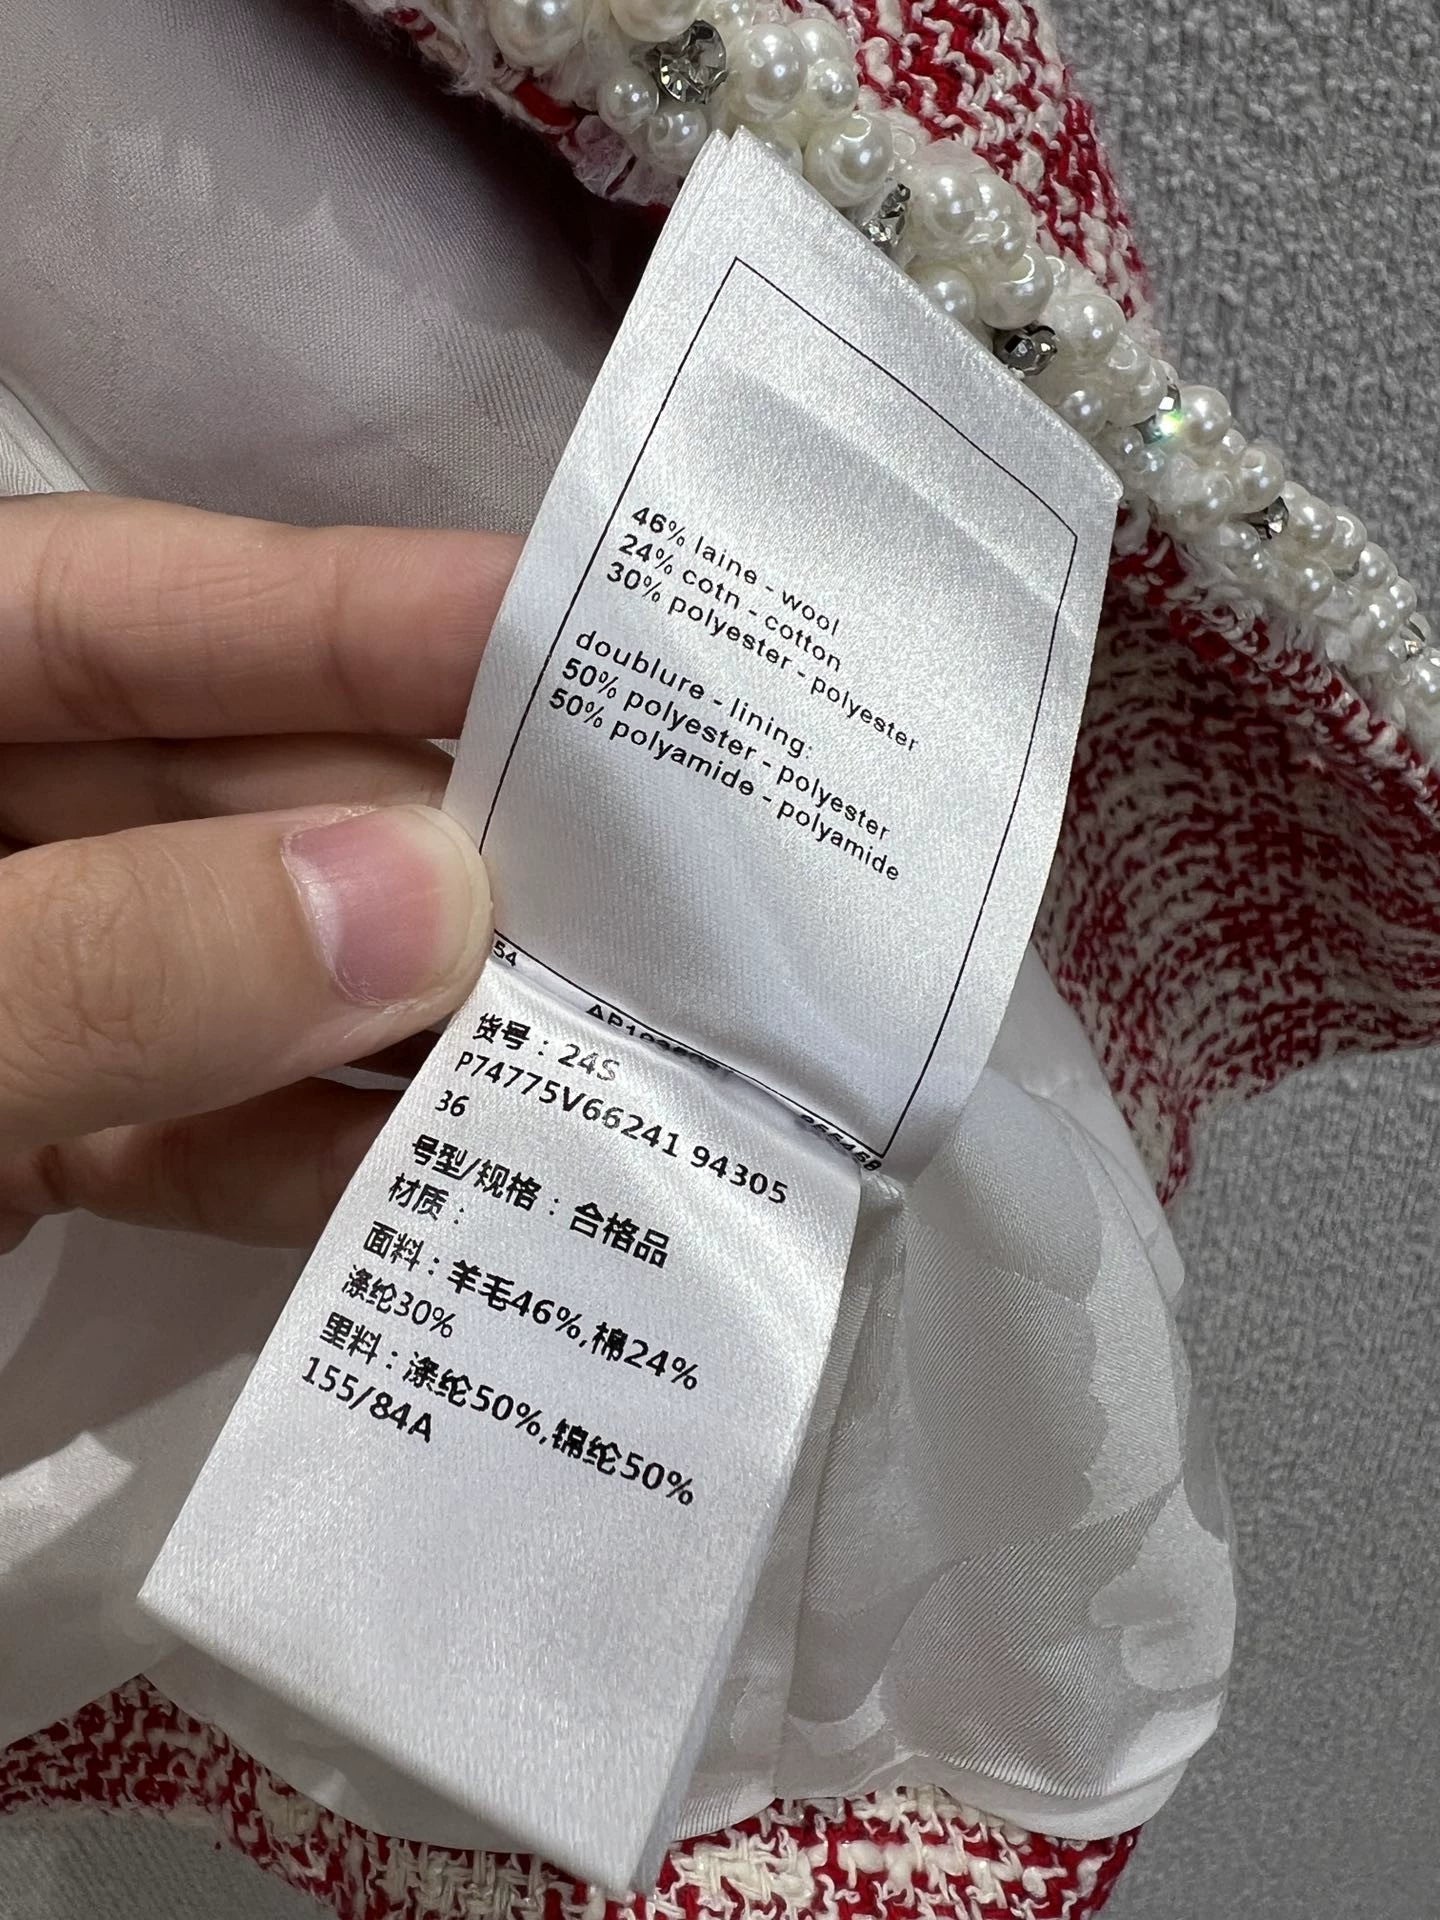 46% laine - wool
24% cotn - cotton
30% polyester - polyester
doublure - lining:
50% polyester - polyester
50% polyamide - polyamide
54
货号：24S
P74775V66241 94305
36
号型/规格：合格品
材质：
面料：羊毛46%,棉24%
涤纶30%
里料：涤纶50%,锦纶50%
155/84A